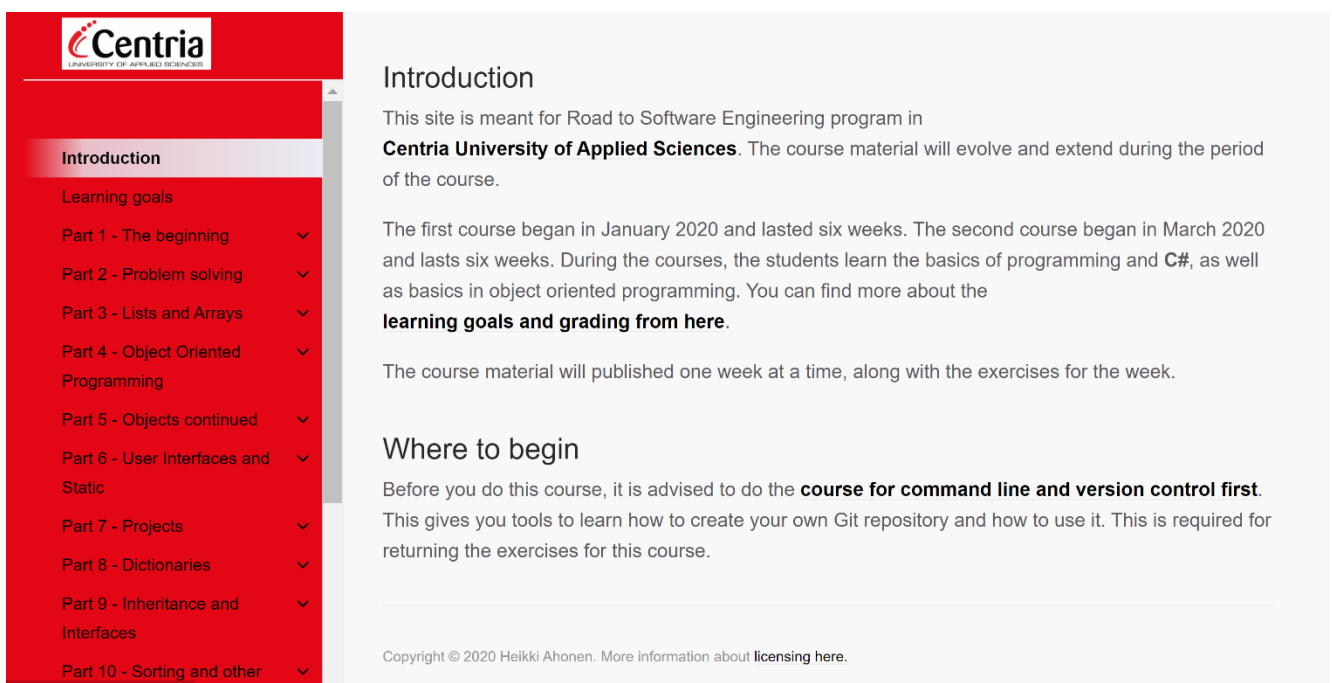 Centria
UNIVERSITY OF APPLIED SCIENCES
Introduction
Learning goals
Part 1 - The beginning
Part 2 - Problem solving
Part 3 - Lists and Arrays
Part 4 - Object Oriented
Programming
Part 5 - Objects continued
Part 6 - User Interfaces and
Static
Part 7 - Projects
Part 8 - Dictionaries
Part 9 - Inheritance and
Interfaces
Part 10 - Sorting and other
Introduction
This site is meant for Road to Software Engineering program in
Centria University of Applied Sciences. The course material will evolve and extend during the period
of the course.
The first course began in January 2020 and lasted six weeks. The second course began in March 2020
and lasts six weeks. During the courses, the students learn the basics of programming and C#, as well
as basics in object oriented programming. You can find more about the
learning goals and grading from here.
The course material will published one week at a time, along with the exercises for the week.
Where to begin
Before you do this course, it is advised to do the course for command line and version control first.
This gives you tools to learn how to create your own Git repository and how to use it. This is required for
returning the exercises for this course.
Copyright © 2020 Heikki Ahonen. More information about licensing here.